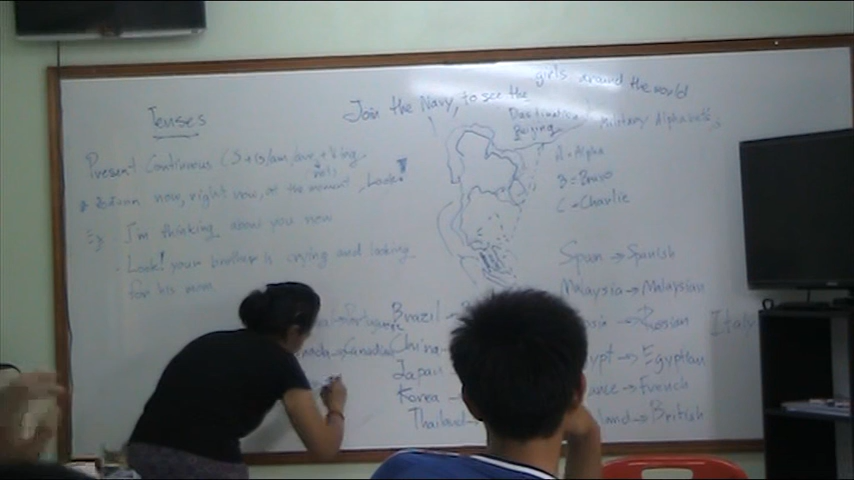 girls around the world
Join the Navy, to see the
Tenses
Destination
Beijing
Military Alphabets
Present Continuous (S + is/am/are, + V ing
now, right now, at the moment, Look!
A = Alpha
B = Bravo
C - Charlie
Eg I'm thinking about you now
Look! your brother is crying and looking
for his mom
Spain → Spanish
Malaysia → Malaysian
→ Portuguese
Brazil →
→ Russian
Italy
→ Canadian
China -
→ Egyptian
Japan
→ French
Korea -
Thailand -
→ British